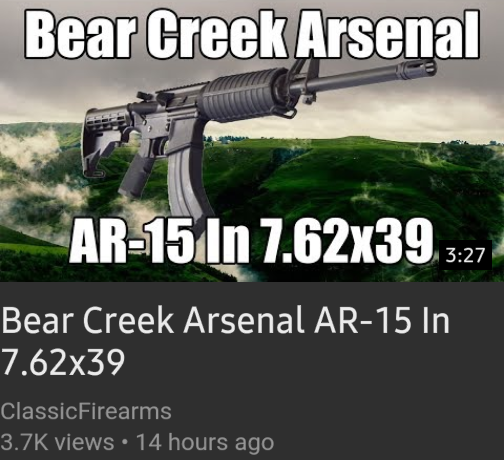 Bear Creek Arsenal
AR-15 In 7.62x39
3:27
Bear Creek Arsenal AR-15 In
7.62x39
ClassicFirearms
3.7K views • 14 hours ago